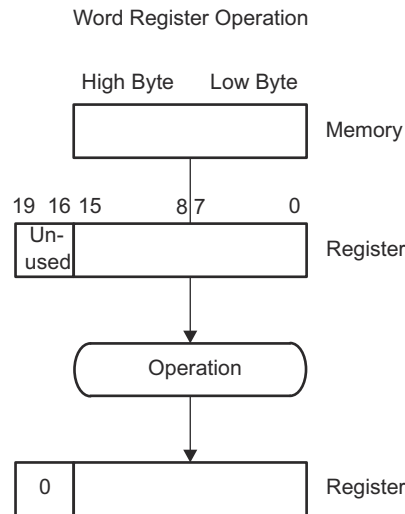 Word Register Operation
High Byte Low Byte
Memory
19 16 15 8 7 0
Un-
used
Register
Operation
0
Register